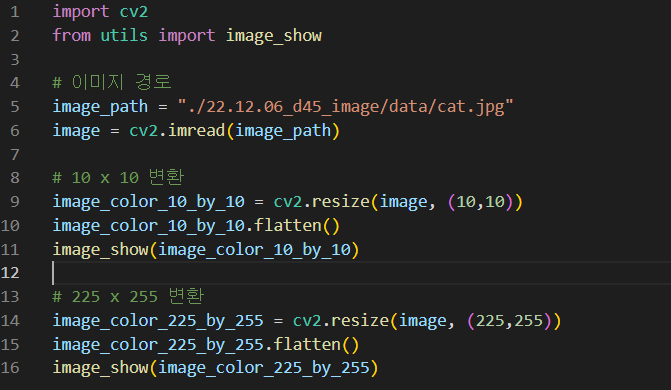 1 import cv2
2 from utils import image_show
3
4 # 이미지 경로
5 image_path = "./22.12.06_d45_image/data/cat.jpg"
6 image = cv2.imread(image_path)
7
8 # 10 x 10 변환
9 image_color_10_by_10 = cv2.resize(image, (10,10))
10 image_color_10_by_10.flatten()
11 image_show(image_color_10_by_10)
12
13 # 225 x 255 변환
14 image_color_225_by_255 = cv2.resize(image, (225,255))
15 image_color_225_by_255.flatten()
16 image_show(image_color_225_by_255)